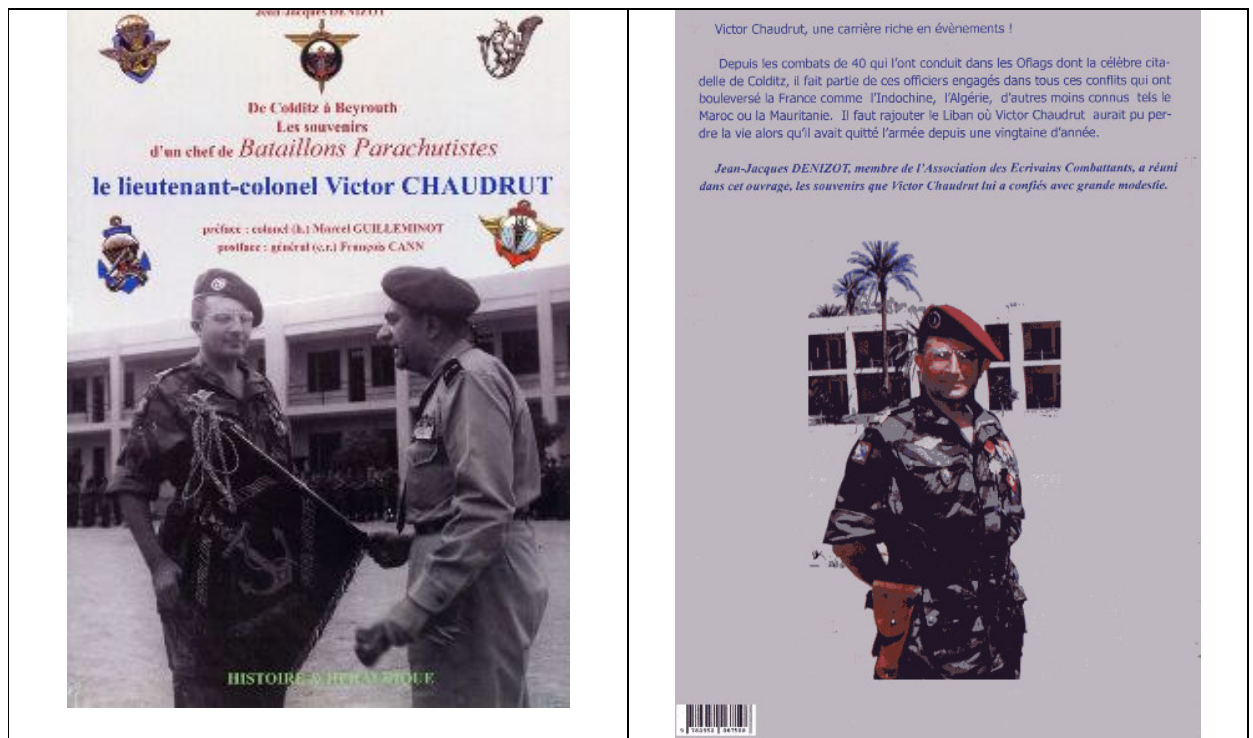 Jean-Jacques DENIZOT
De Colditz à Beyrouth
Les souvenirs
d'un chef de Bataillons Parachutistes
le lieutenant-colonel Victor CHAUDRUT
préface : colonel (h.) Marcel GUILLEMINOT
postface : général (c.r.) François CANN
HISTOIRE & HERALDIQUE
Victor Chaudrut, une carrière riche en évènements !
Depuis les combats de 40 qui l'ont conduit dans les Oflags dont la célèbre cita-
delle de Colditz, il fait partie de ces officiers engagés dans tous ces conflits qui ont
bouleversé la France comme l'Indochine, l'Algérie, d'autres moins connus tels le
Maroc ou la Mauritanie. Il faut rajouter le Liban où Victor Chaudrut aurait pu per-
dre la vie alors qu'il avait quitté l'armée depuis une vingtaine d'année.
Jean-Jacques DENIZOT, membre de l'Association des Ecrivains Combattants, a réuni
dans cet ouvrage, les souvenirs que Victor Chaudrut lui a confiés avec grande modestie.